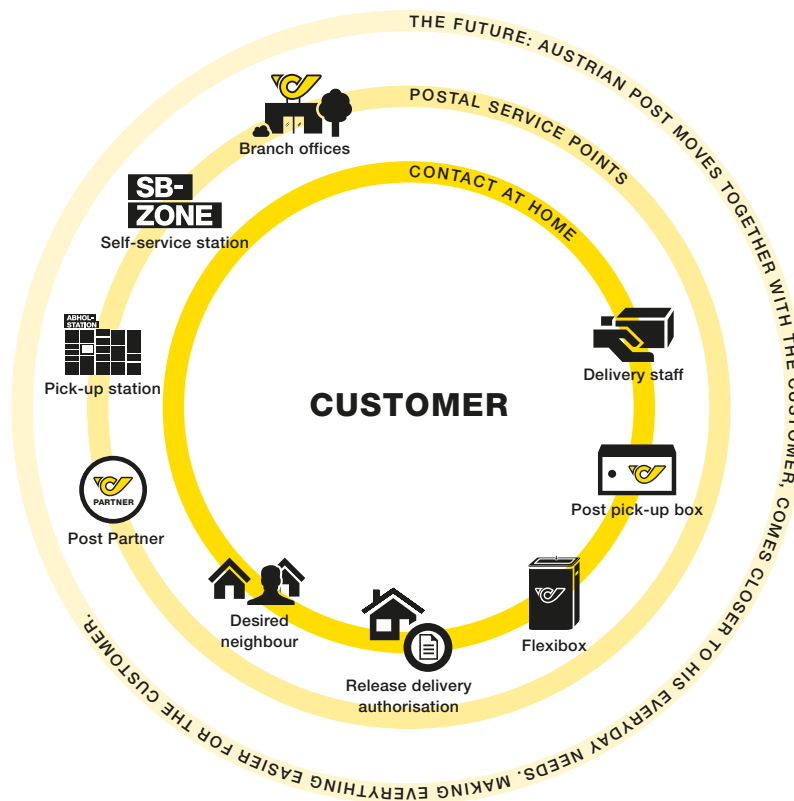 THE FUTURE: AUSTRIAN POST MOVES TOGETHER WITH THE CUSTOMER, COMES CLOSER TO HIS EVERYDAY NEEDS. MAKING EVERYTHING EASIER FOR THE CUSTOMER.
POSTAL SERVICE POINTS
CONTACT AT HOME
Branch offices
SB-
ZONE
Self-service station
ABHOL-
STATION
Pick-up station
PARTNER
Post Partner
CUSTOMER
Delivery staff
Post pick-up box
Flexibox
Release delivery
authorisation
Desired
neighbour